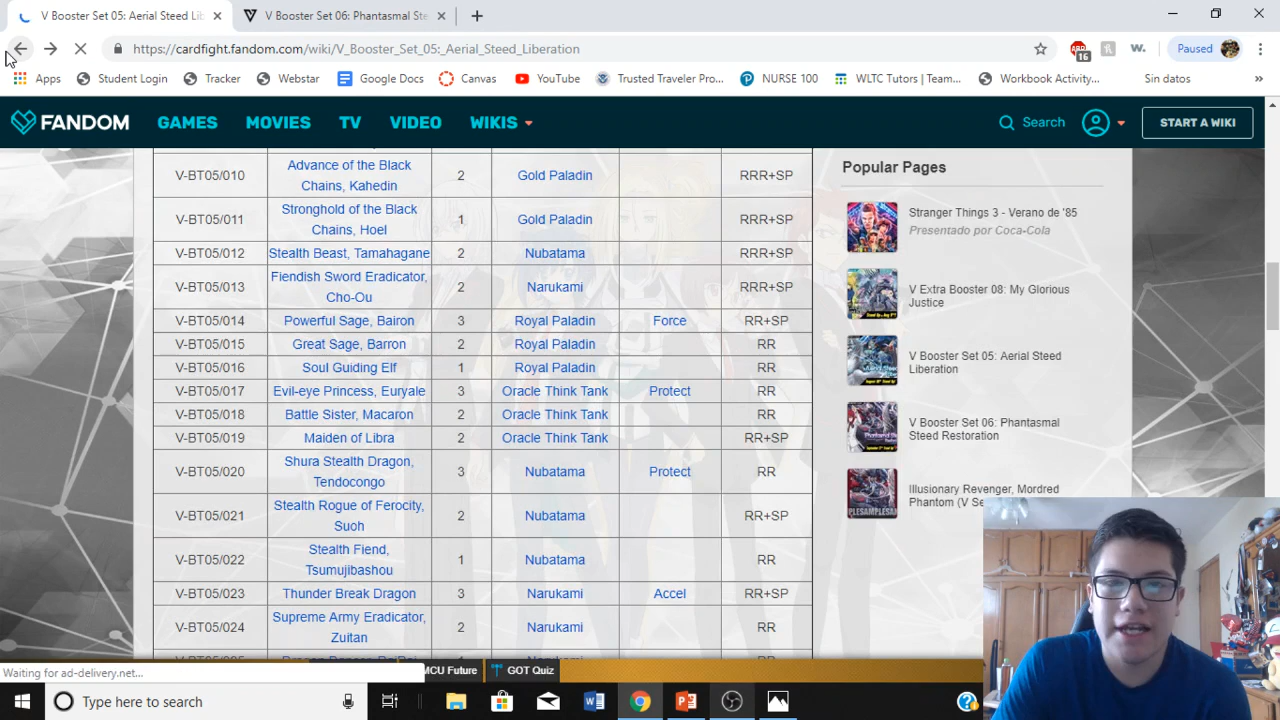 V Booster Set 05: Aerial Steed Lib
V Booster Set 06: Phantasmal Ste
https://cardfight.fandom.com/wiki/V_Booster_Set_05:_Aerial_Steed_Liberation
16
Paused
Apps Student Login Tracker Webstar Google Docs Canvas YouTube Trusted Traveler Pro... NURSE 100 WLTC Tutors | Team... Workbook Activity... Sin datos »
FANDOM GAMES MOVIES TV VIDEO WIKIS Search START A WIKI
V-BT05/010 Advance of the Black Chains, Kahedin 2 Gold Paladin RRR+SP
V-BT05/011 Stronghold of the Black Chains, Hoel 1 Gold Paladin RRR+SP
V-BT05/012 Stealth Beast, Tamahagane 2 Nubatama RRR+SP
V-BT05/013 Fiendish Sword Eradicator, Cho-Ou 2 Narukami RRR+SP
V-BT05/014 Powerful Sage, Bairon 3 Royal Paladin Force RR+SP
V-BT05/015 Great Sage, Barron 2 Royal Paladin RR
V-BT05/016 Soul Guiding Elf 1 Royal Paladin RR
V-BT05/017 Evil-eye Princess, Euryale 3 Oracle Think Tank Protect RR
V-BT05/018 Battle Sister, Macaron 2 Oracle Think Tank RR
V-BT05/019 Maiden of Libra 2 Oracle Think Tank RR+SP
V-BT05/020 Shura Stealth Dragon, Tendocongo 3 Nubatama Protect RR
V-BT05/021 Stealth Rogue of Ferocity, Suoh 2 Nubatama RR+SP
V-BT05/022 Stealth Fiend, Tsumujibashou 1 Nubatama RR
V-BT05/023 Thunder Break Dragon 3 Narukami Accel RR+SP
V-BT05/024 Supreme Army Eradicator, Zuitan 2 Narukami RR
Popular Pages
Stranger Things 3 - Verano de '85
Presentado por Coca-Cola
V Extra Booster 08: My Glorious
Justice
V Booster Set 05: Aerial Steed
Liberation
V Booster Set 06: Phantasmal
Steed Restoration
Illusionary Revenger, Mordred
Phantom (V Se
Waiting for ad-delivery.net...
MCU Future GOT Quiz
Type here to search